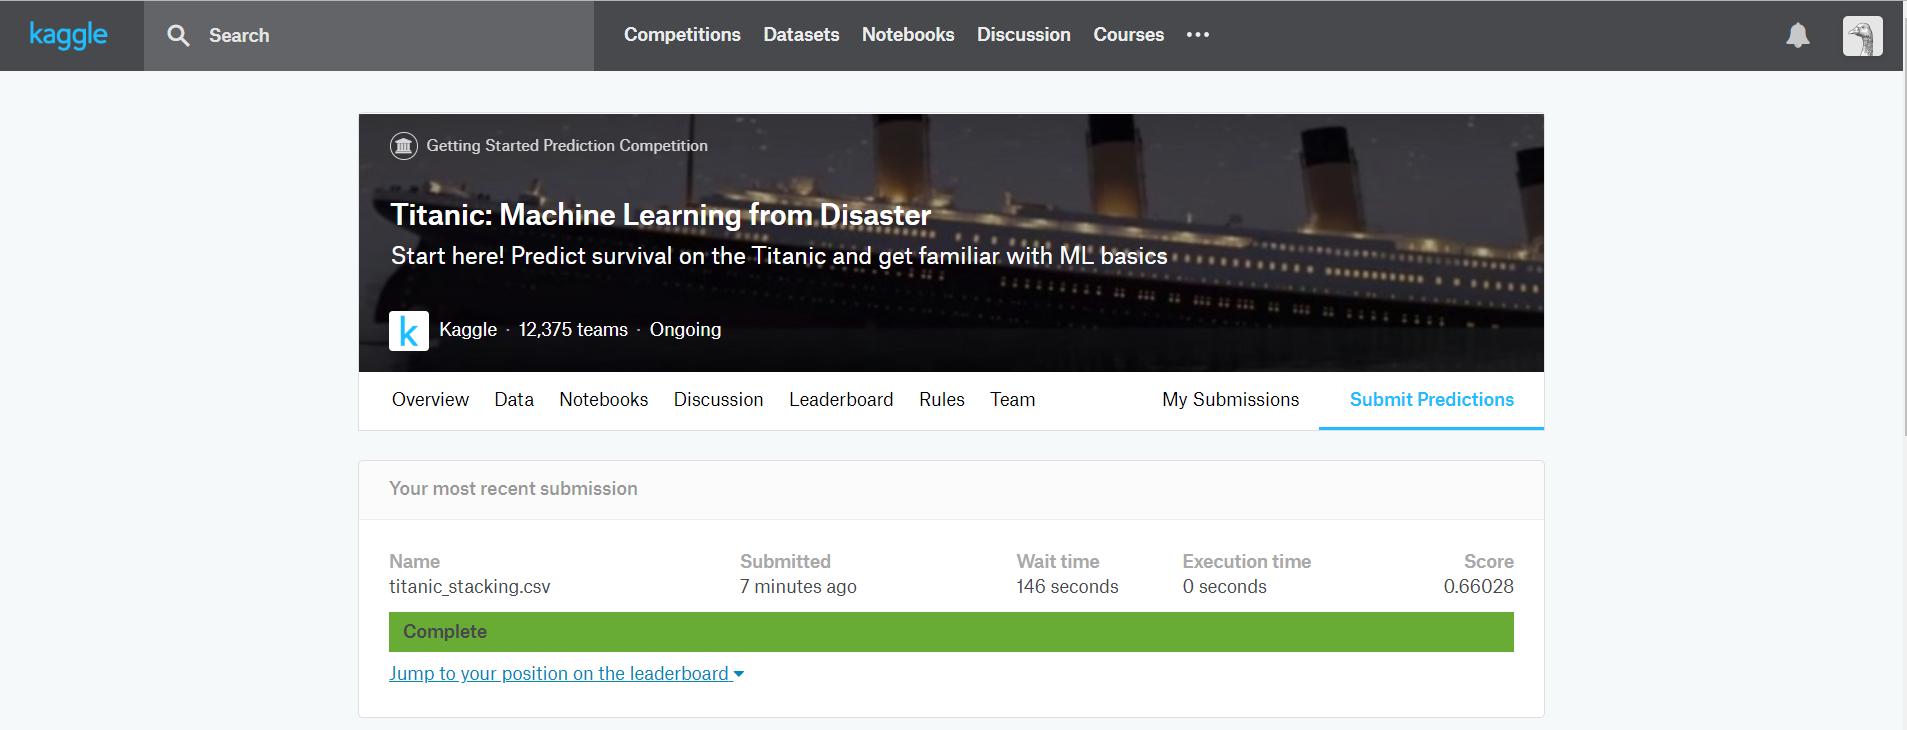 kaggle Search Competitions Datasets Notebooks Discussion Courses
Getting Started Prediction Competition
Titanic: Machine Learning from Disaster
Start here! Predict survival on the Titanic and get familiar with ML basics
k Kaggle · 12,375 teams · Ongoing
Overview Data Notebooks Discussion Leaderboard Rules Team My Submissions Submit Predictions
Your most recent submission
Name Submitted Wait time Execution time Score
titanic_stacking.csv 7 minutes ago 146 seconds 0 seconds 0.66028
Complete
Jump to your position on the leaderboard